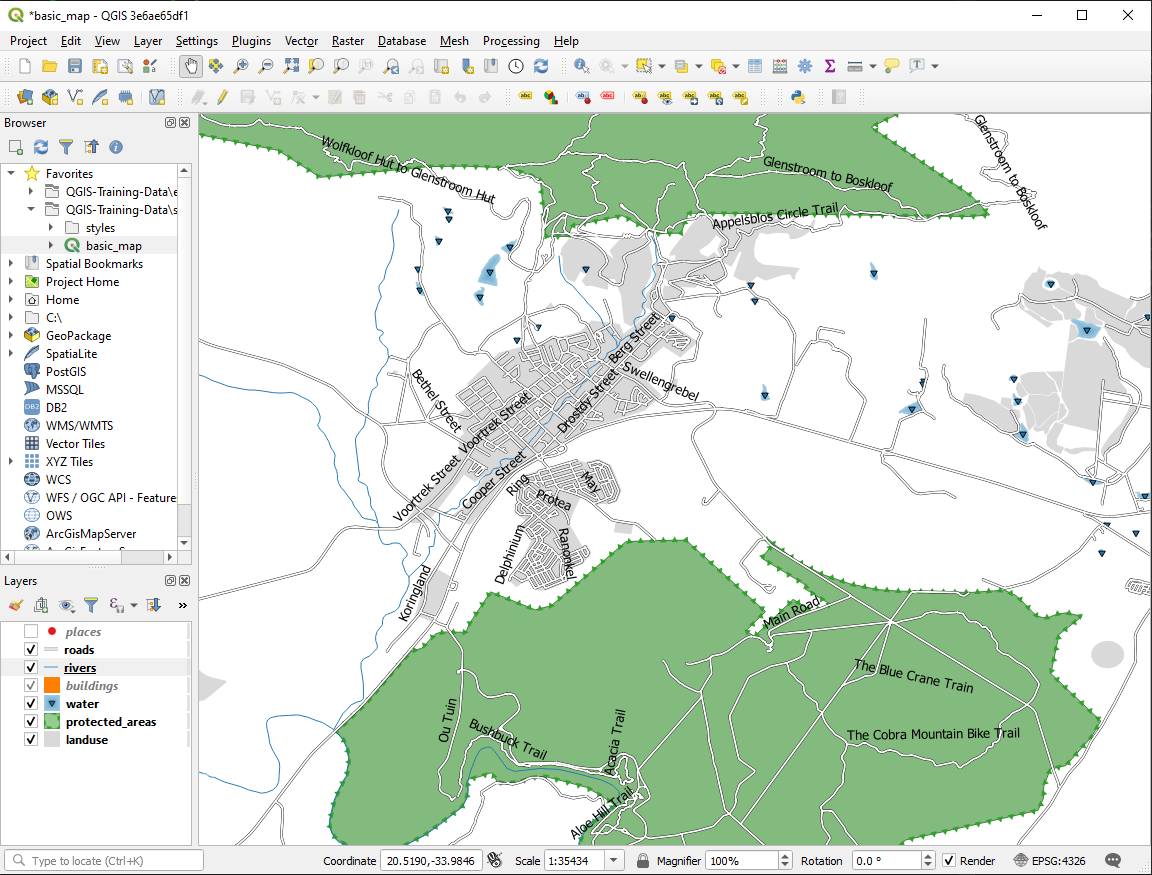 *basic_map - QGIS 3e6ae65df1
Project Edit View Layer Settings Plugins Vector Raster Database Mesh Processing Help
Browser
Favorites
QGIS-Training-Data\e
QGIS-Training-Data\s
styles
basic_map
Spatial Bookmarks
Project Home
Home
C:\
GeoPackage
SpatiaLite
PostGIS
MSSQL
DB2
WMS/WMTS
Vector Tiles
XYZ Tiles
WCS
WFS / OGC API - Feature
OWS
ArcGisMapServer
Layers
places
roads
rivers
buildings
water
protected_areas
landuse
Wolfkloof Hut to Glenstroom Hut
Glenstroom to Boskloof
Glenstroom to Boskloof
Appelsblos Circle Trail
Berg Street
Swellengrebel
Bethel Street
Drostdy Street
Voortrek Street
Voortrek Street
Cooper Street
Ring
May
Protea
Ranonkel
Delphinium
Koringland
Main Road
The Blue Crane Train
The Cobra Mountain Bike Trail
Ou Tuin
Bushbuck Trail
Acacia Trail
Aloe Hill Trail
Type to locate (Ctrl+K) Coordinate 20.5190,-33.9846 Scale 1:35434 Magnifier 100% Rotation 0.0 ° Render EPSG:4326